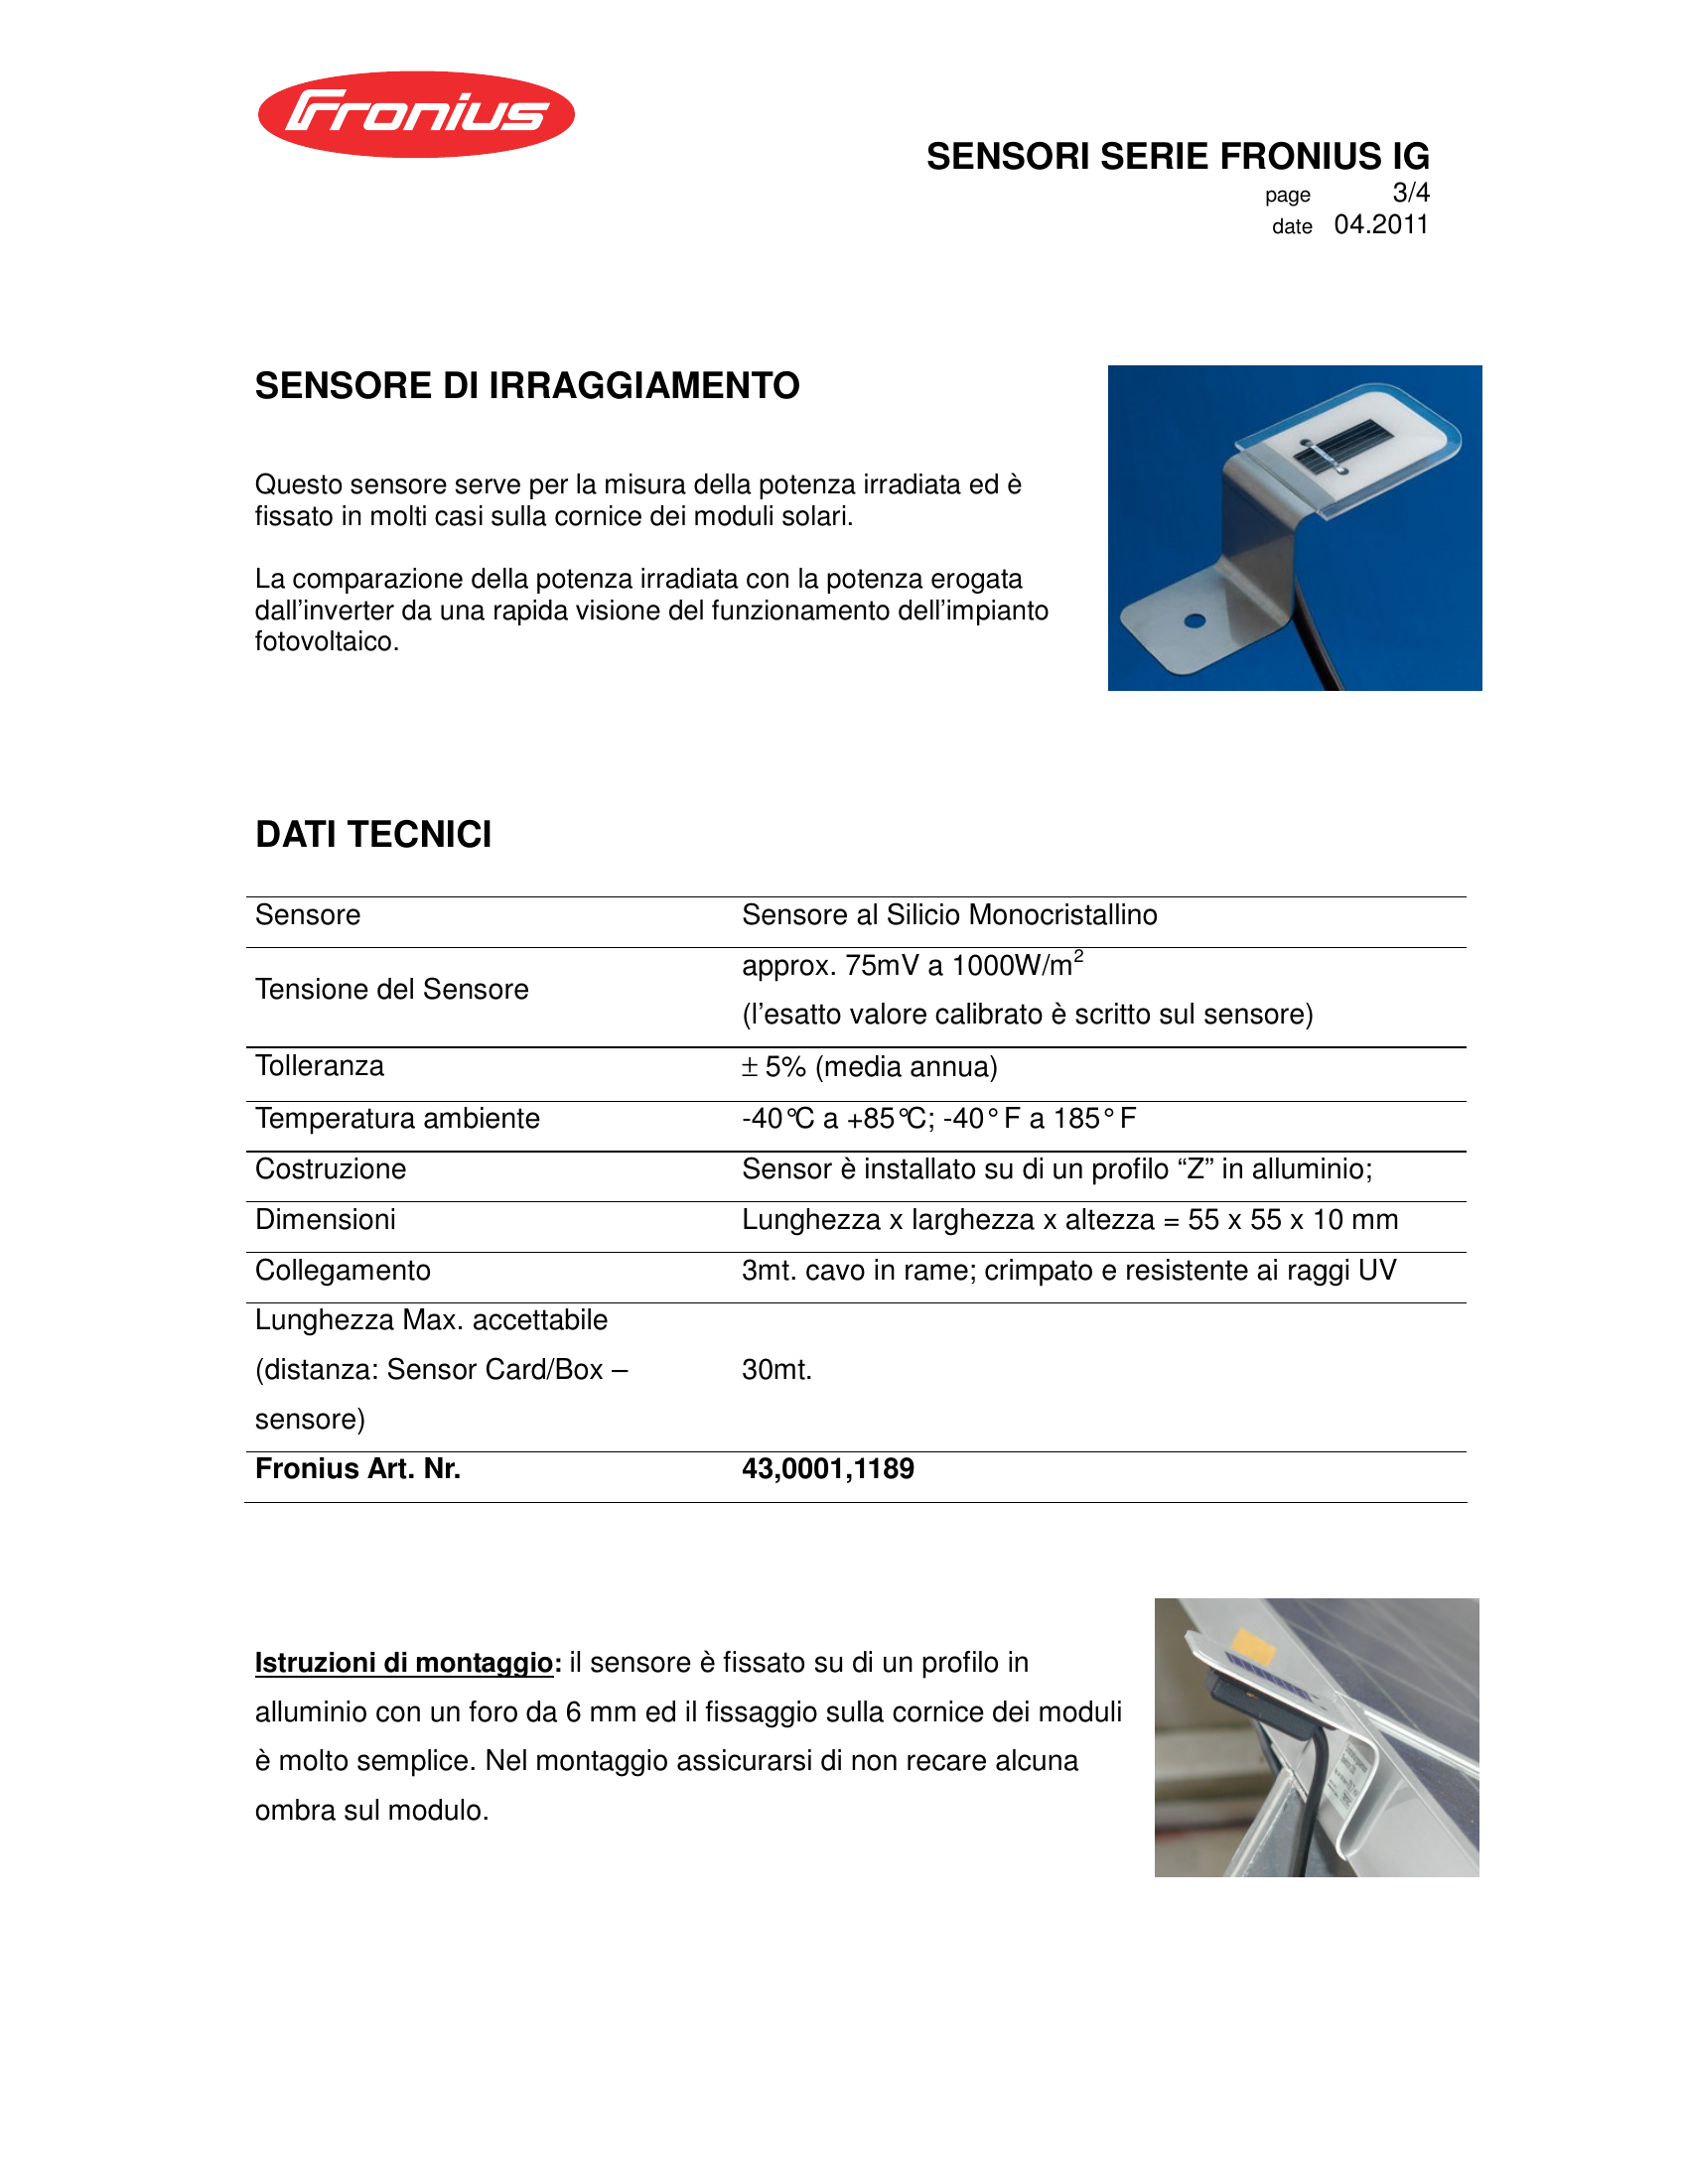 Fronius
SENSORI SERIE FRONIUS IG
page 3/4
date 04.2011
SENSORE DI IRRAGGIAMENTO
Questo sensore serve per la misura della potenza irradiata ed è
fissato in molti casi sulla cornice dei moduli solari.
La comparazione della potenza irradiata con la potenza erogata
dall'inverter da una rapida visione del funzionamento dell'impianto
fotovoltaico.
DATI TECNICI
Sensore Sensore al Silicio Monocristallino
Tensione del Sensore approx. 75mV a 1000W/m²
(l'esatto valore calibrato è scritto sul sensore)
Tolleranza ± 5% (media annua)
Temperatura ambiente -40°C a +85°C; -40°F a 185°F
Costruzione Sensor è installato su di un profilo “Z” in alluminio;
Dimensioni Lunghezza x larghezza x altezza = 55 x 55 x 10 mm
Collegamento 3mt. cavo in rame; crimpato e resistente ai raggi UV
Lunghezza Max. accettabile
(distanza: Sensor Card/Box – 30mt.
sensore)
Fronius Art. Nr. 43,0001,1189
Istruzioni di montaggio: il sensore è fissato su di un profilo in
alluminio con un foro da 6 mm ed il fissaggio sulla cornice dei moduli
è molto semplice. Nel montaggio assicurarsi di non recare alcuna
ombra sul modulo.